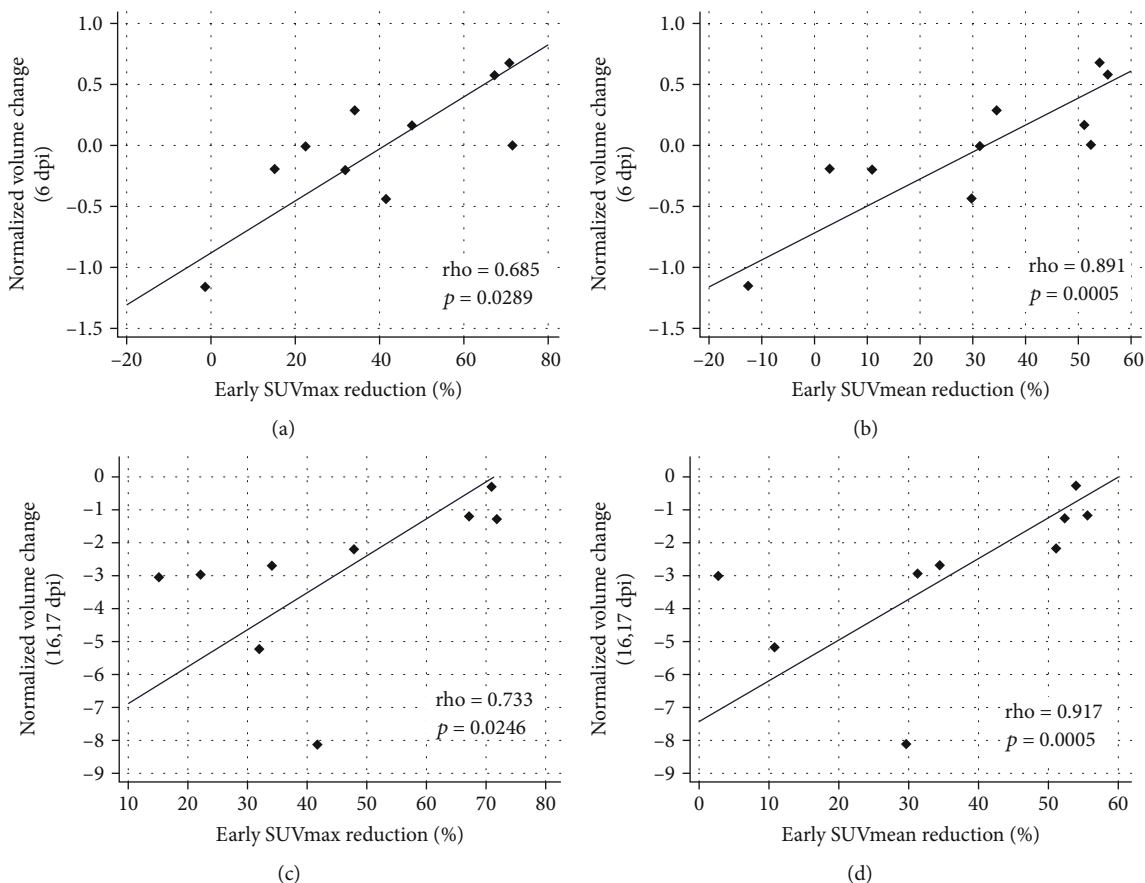 1.0
0.5
0.0
–0.5
–1.0
–1.5
Normalized volume change
(6 dpi)
rho = 0.685
p = 0.0289
–20 0 20 40 60 80
Early SUVmax reduction (%)
(a)
1.0
0.5
0.0
–0.5
–1.0
–1.5
Normalized volume change
(6 dpi)
rho = 0.891
p = 0.0005
–20 –10 0 10 20 30 40 50 60
Early SUVmean reduction (%)
(b)
0
–1
–2
–3
–4
–5
–6
–7
–8
–9
Normalized volume change
(16,17 dpi)
rho = 0.733
p = 0.0246
10 20 30 40 50 60 70 80
Early SUVmax reduction (%)
(c)
0
–1
–2
–3
–4
–5
–6
–7
–8
–9
Normalized volume change
(16,17 dpi)
rho = 0.917
p = 0.0005
0 10 20 30 40 50 60
Early SUVmean reduction (%)
(d)